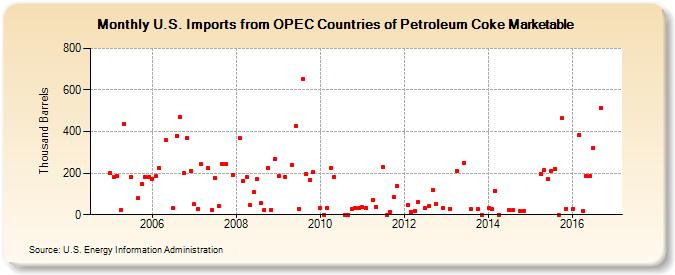 Monthly U.S. Imports from OPEC Countries of Petroleum Coke Marketable
Thousand Barrels
800
600
400
200
0
2006 2008 2010 2012 2014 2016
Source: U.S. Energy Information Administration